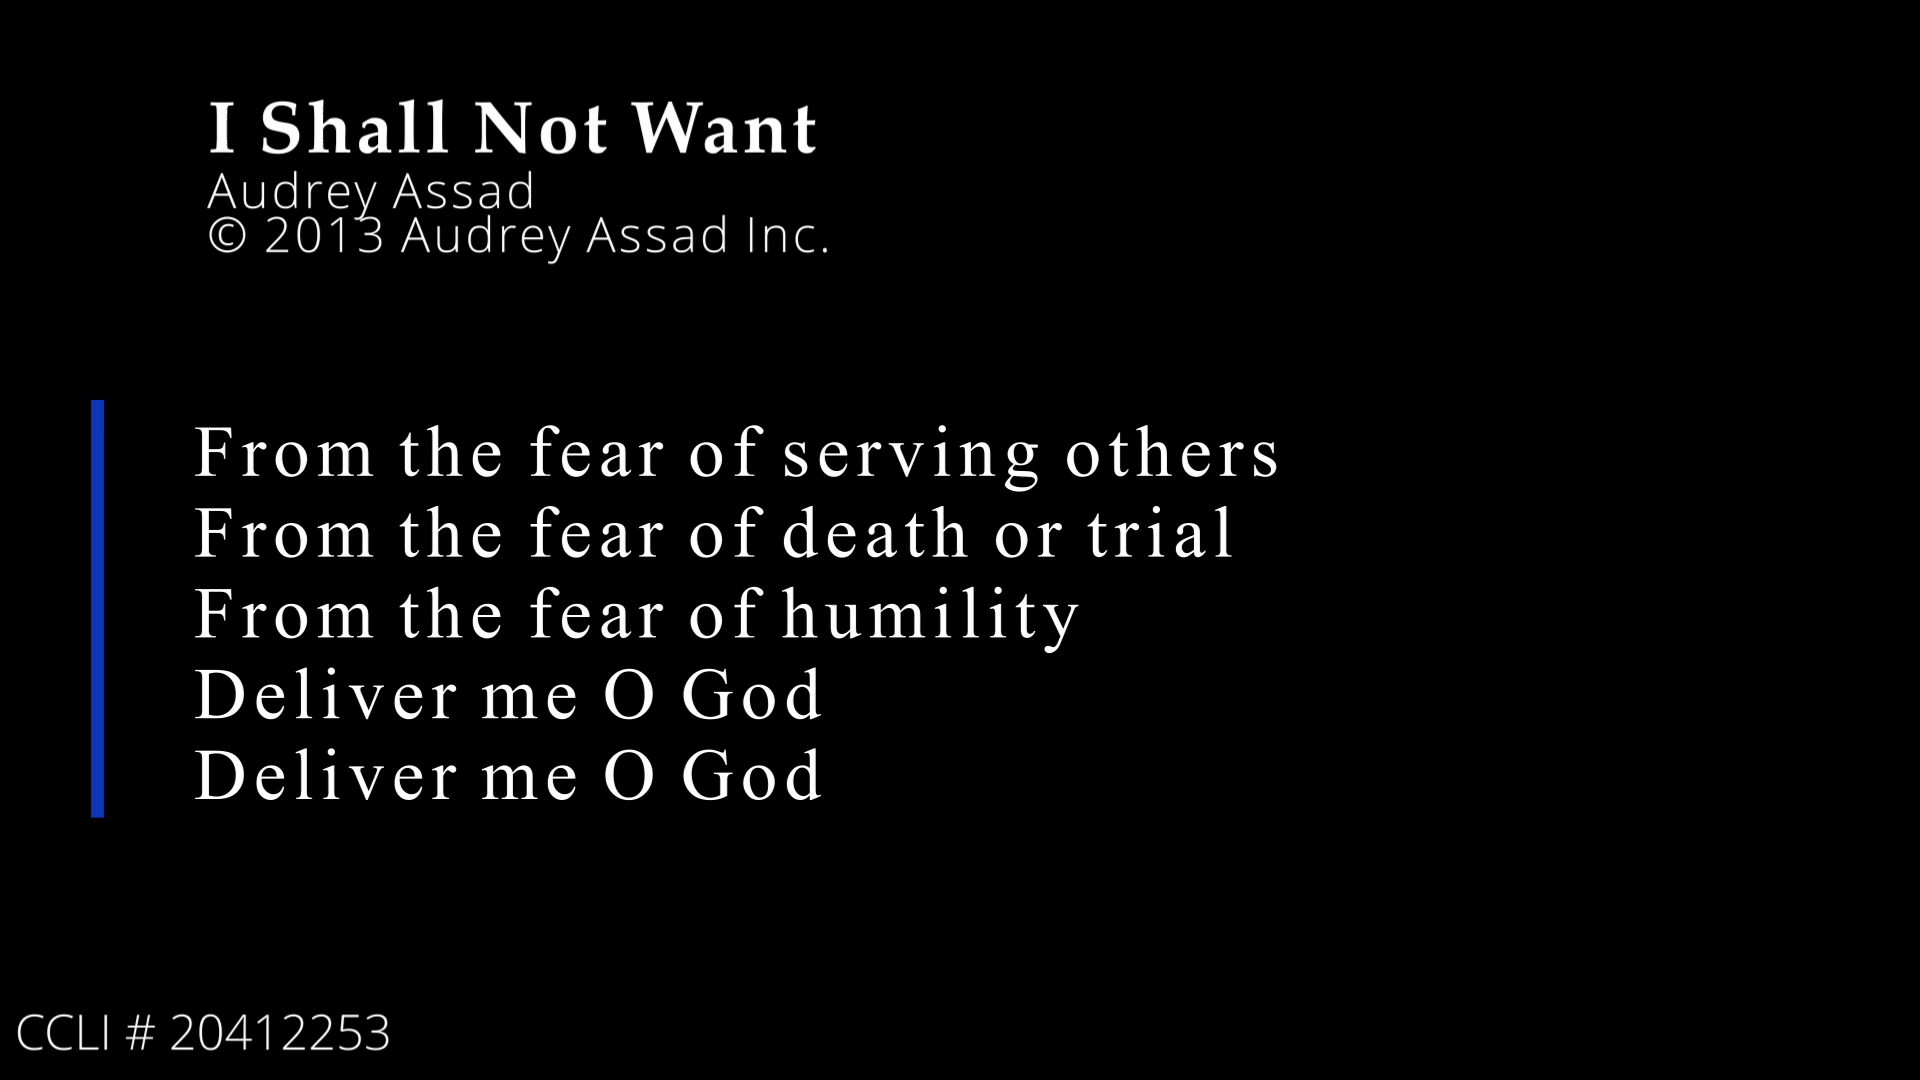 I Shall Not Want
Audrey Assad
© 2013 Audrey Assad Inc.
From the fear of serving others
From the fear of death or trial
From the fear of humility
Deliver me O God
Deliver me O God
CCLI # 20412253